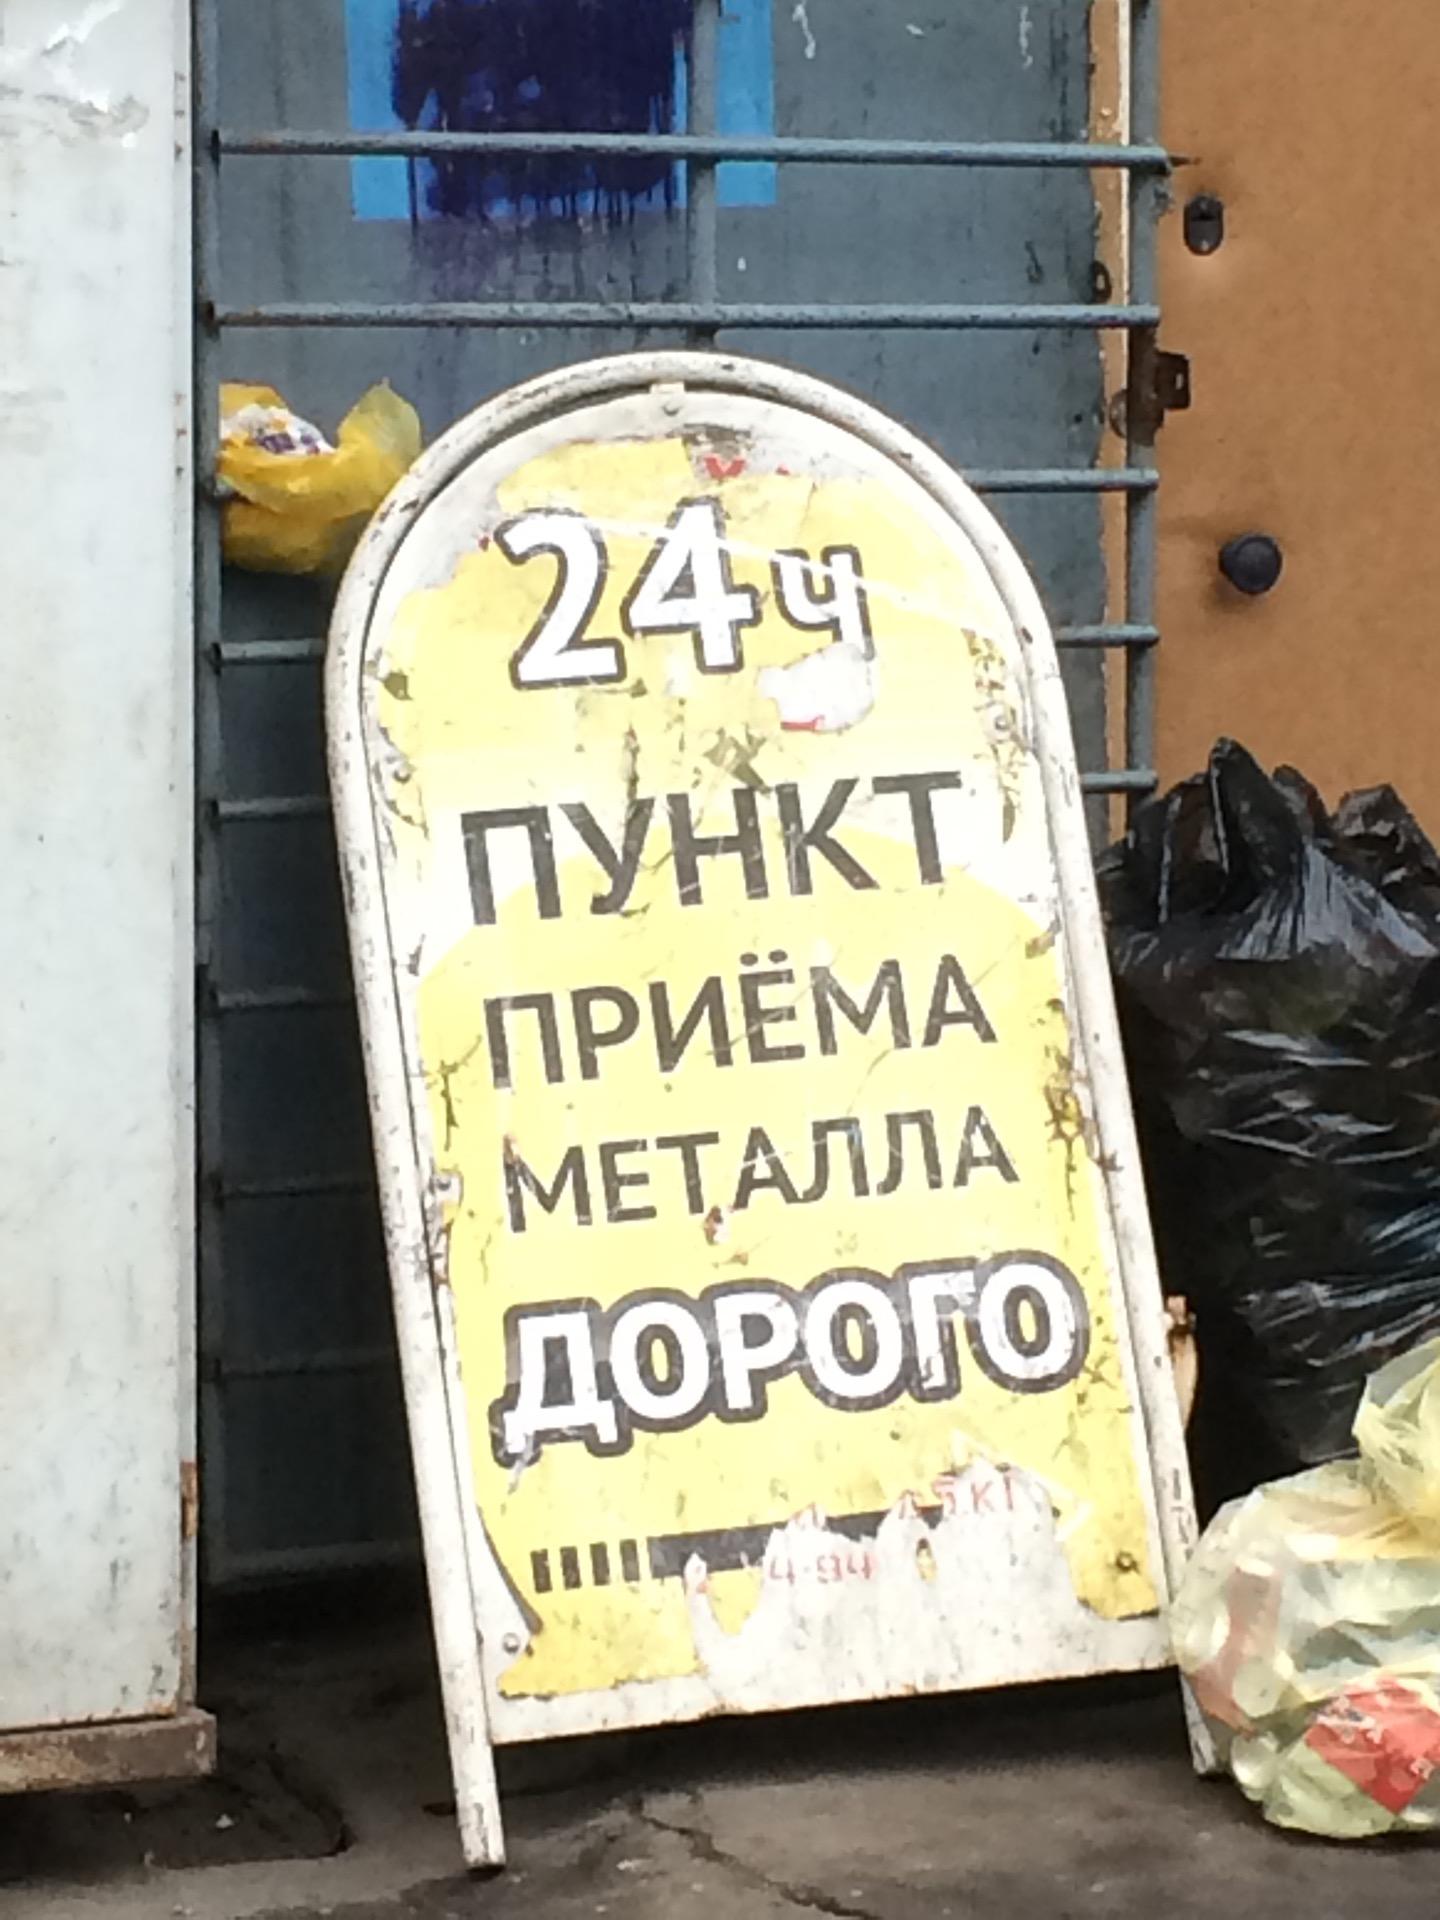 24ч
ПУНКТ
ПРИЁМА
МЕТАЛЛА
ДОРОГО